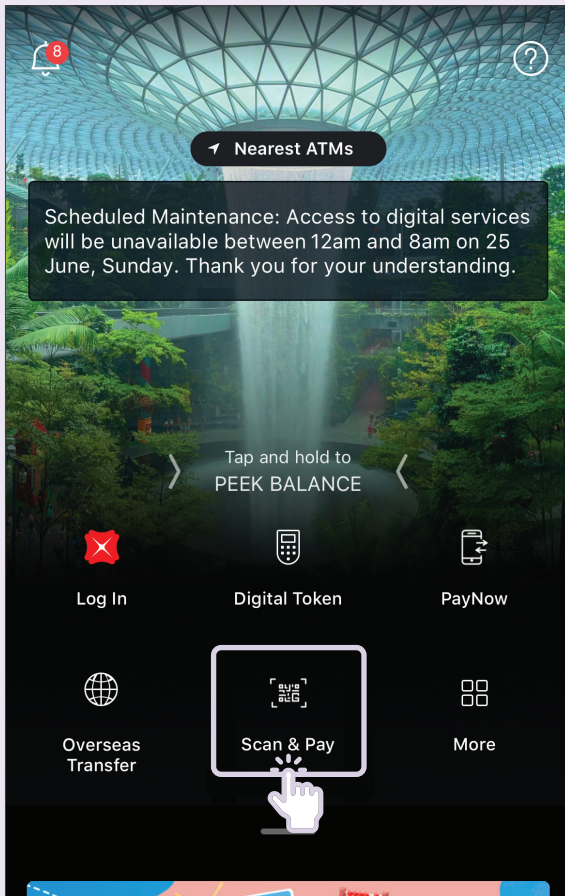 8
?
Nearest ATMs
Scheduled Maintenance: Access to digital services
will be unavailable between 12am and 8am on 25
June, Sunday. Thank you for your understanding.
Tap and hold to
PEEK BALANCE
Log In
Digital Token
PayNow
Overseas
Transfer
Scan & Pay
More